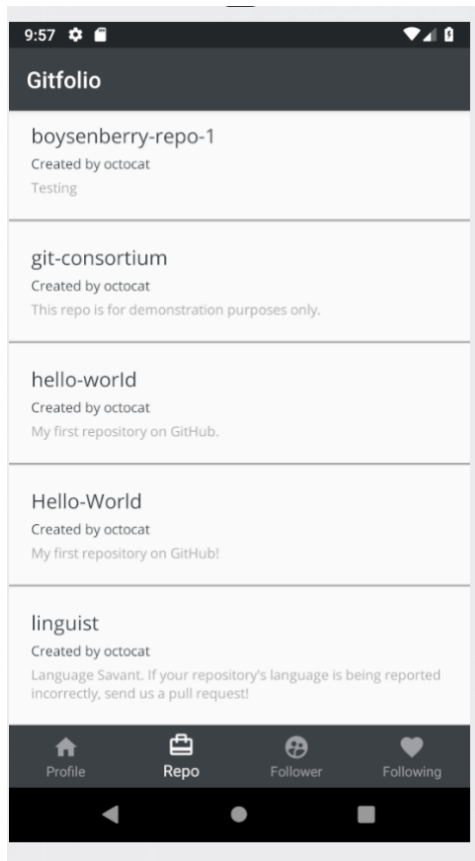 9:57
Gitfolio
boysenberry-repo-1
Created by octocat
Testing
git-consortium
Created by octocat
This repo is for demonstration purposes only.
hello-world
Created by octocat
My first repository on GitHub.
Hello-World
Created by octocat
My first repository on GitHub!
linguist
Created by octocat
Language Savant. If your repository's language is being reported
incorrectly, send us a pull request!
Profile
Repo
Follower
Following